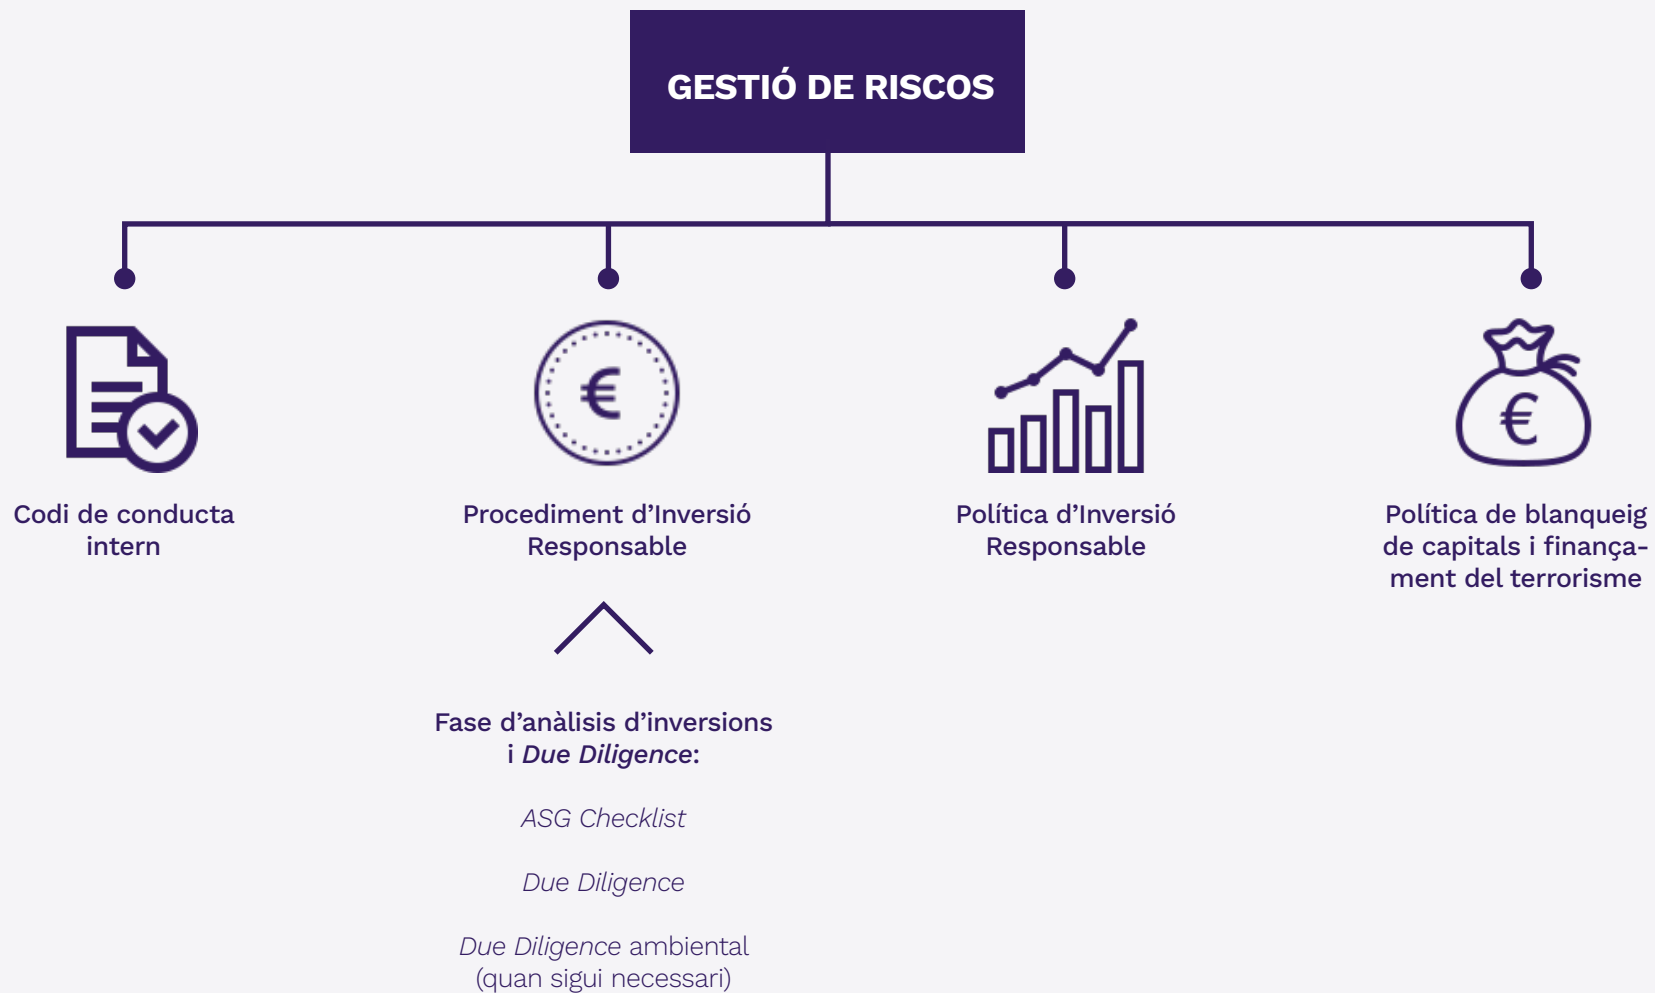 GESTIÓ DE RISCOS
Codi de conducta
intern
Procediment d’Inversió
Responsable
Política d’Inversió
Responsable
Política de blanqueig
de capitals i finança-
ment del terrorisme
Fase d’anàlisis d’inversions
i Due Diligence:
ASG Checklist
Due Diligence
Due Diligence ambiental
(quan sigui necessari)